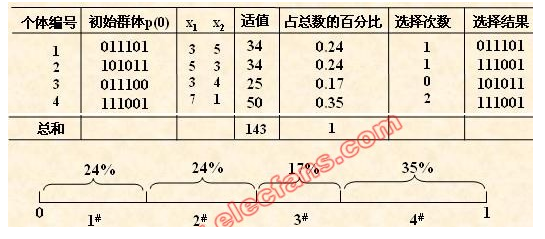 个体编号 初始群体p(0) x1 x2 适值 占总数的百分比 选择次数 选择结果
1 011101 3 5 34 0.24 1 011101
2 101011 5 3 34 0.24 1 111001
3 011100 3 4 25 0.17 0 101011
4 111001 7 1 50 0.35 2 111001
总和 143 1
24% 24% 17% 35%
0 1# 2# 3# 4# 1
elecfans.com